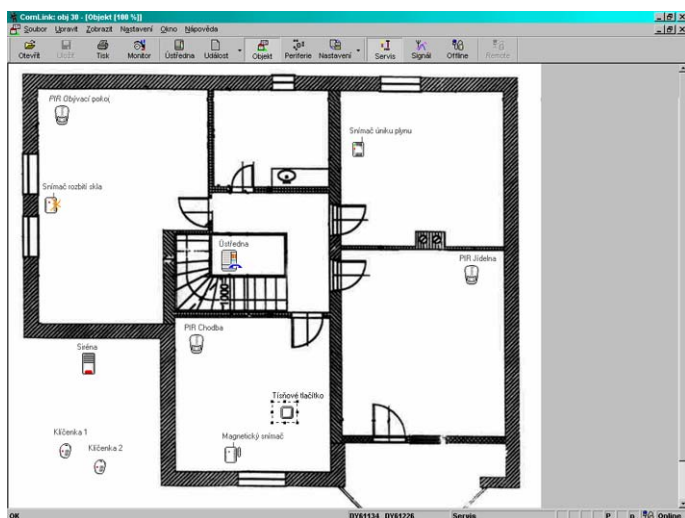 ComLink: obj 30 - [Objekt [100 %]]
Soubor Upravit Zobrazit Nastavení Okno Nápověda
Otevřít Uložit Tisk Monitor Ústředna Událost Objekt Periferie Nastavení Servis Signál Offline Remote
PIR Obývací pokoj
Snímač úniku plynu
Snímač rozbití skla
Ústředna
PIR Jídelna
PIR Chodba
Siréna
Tísňové tlačítko
Klíčenka 1
Klíčenka 2
Magnetický snímač
OK DY61134 DY61226 Servis P p Online